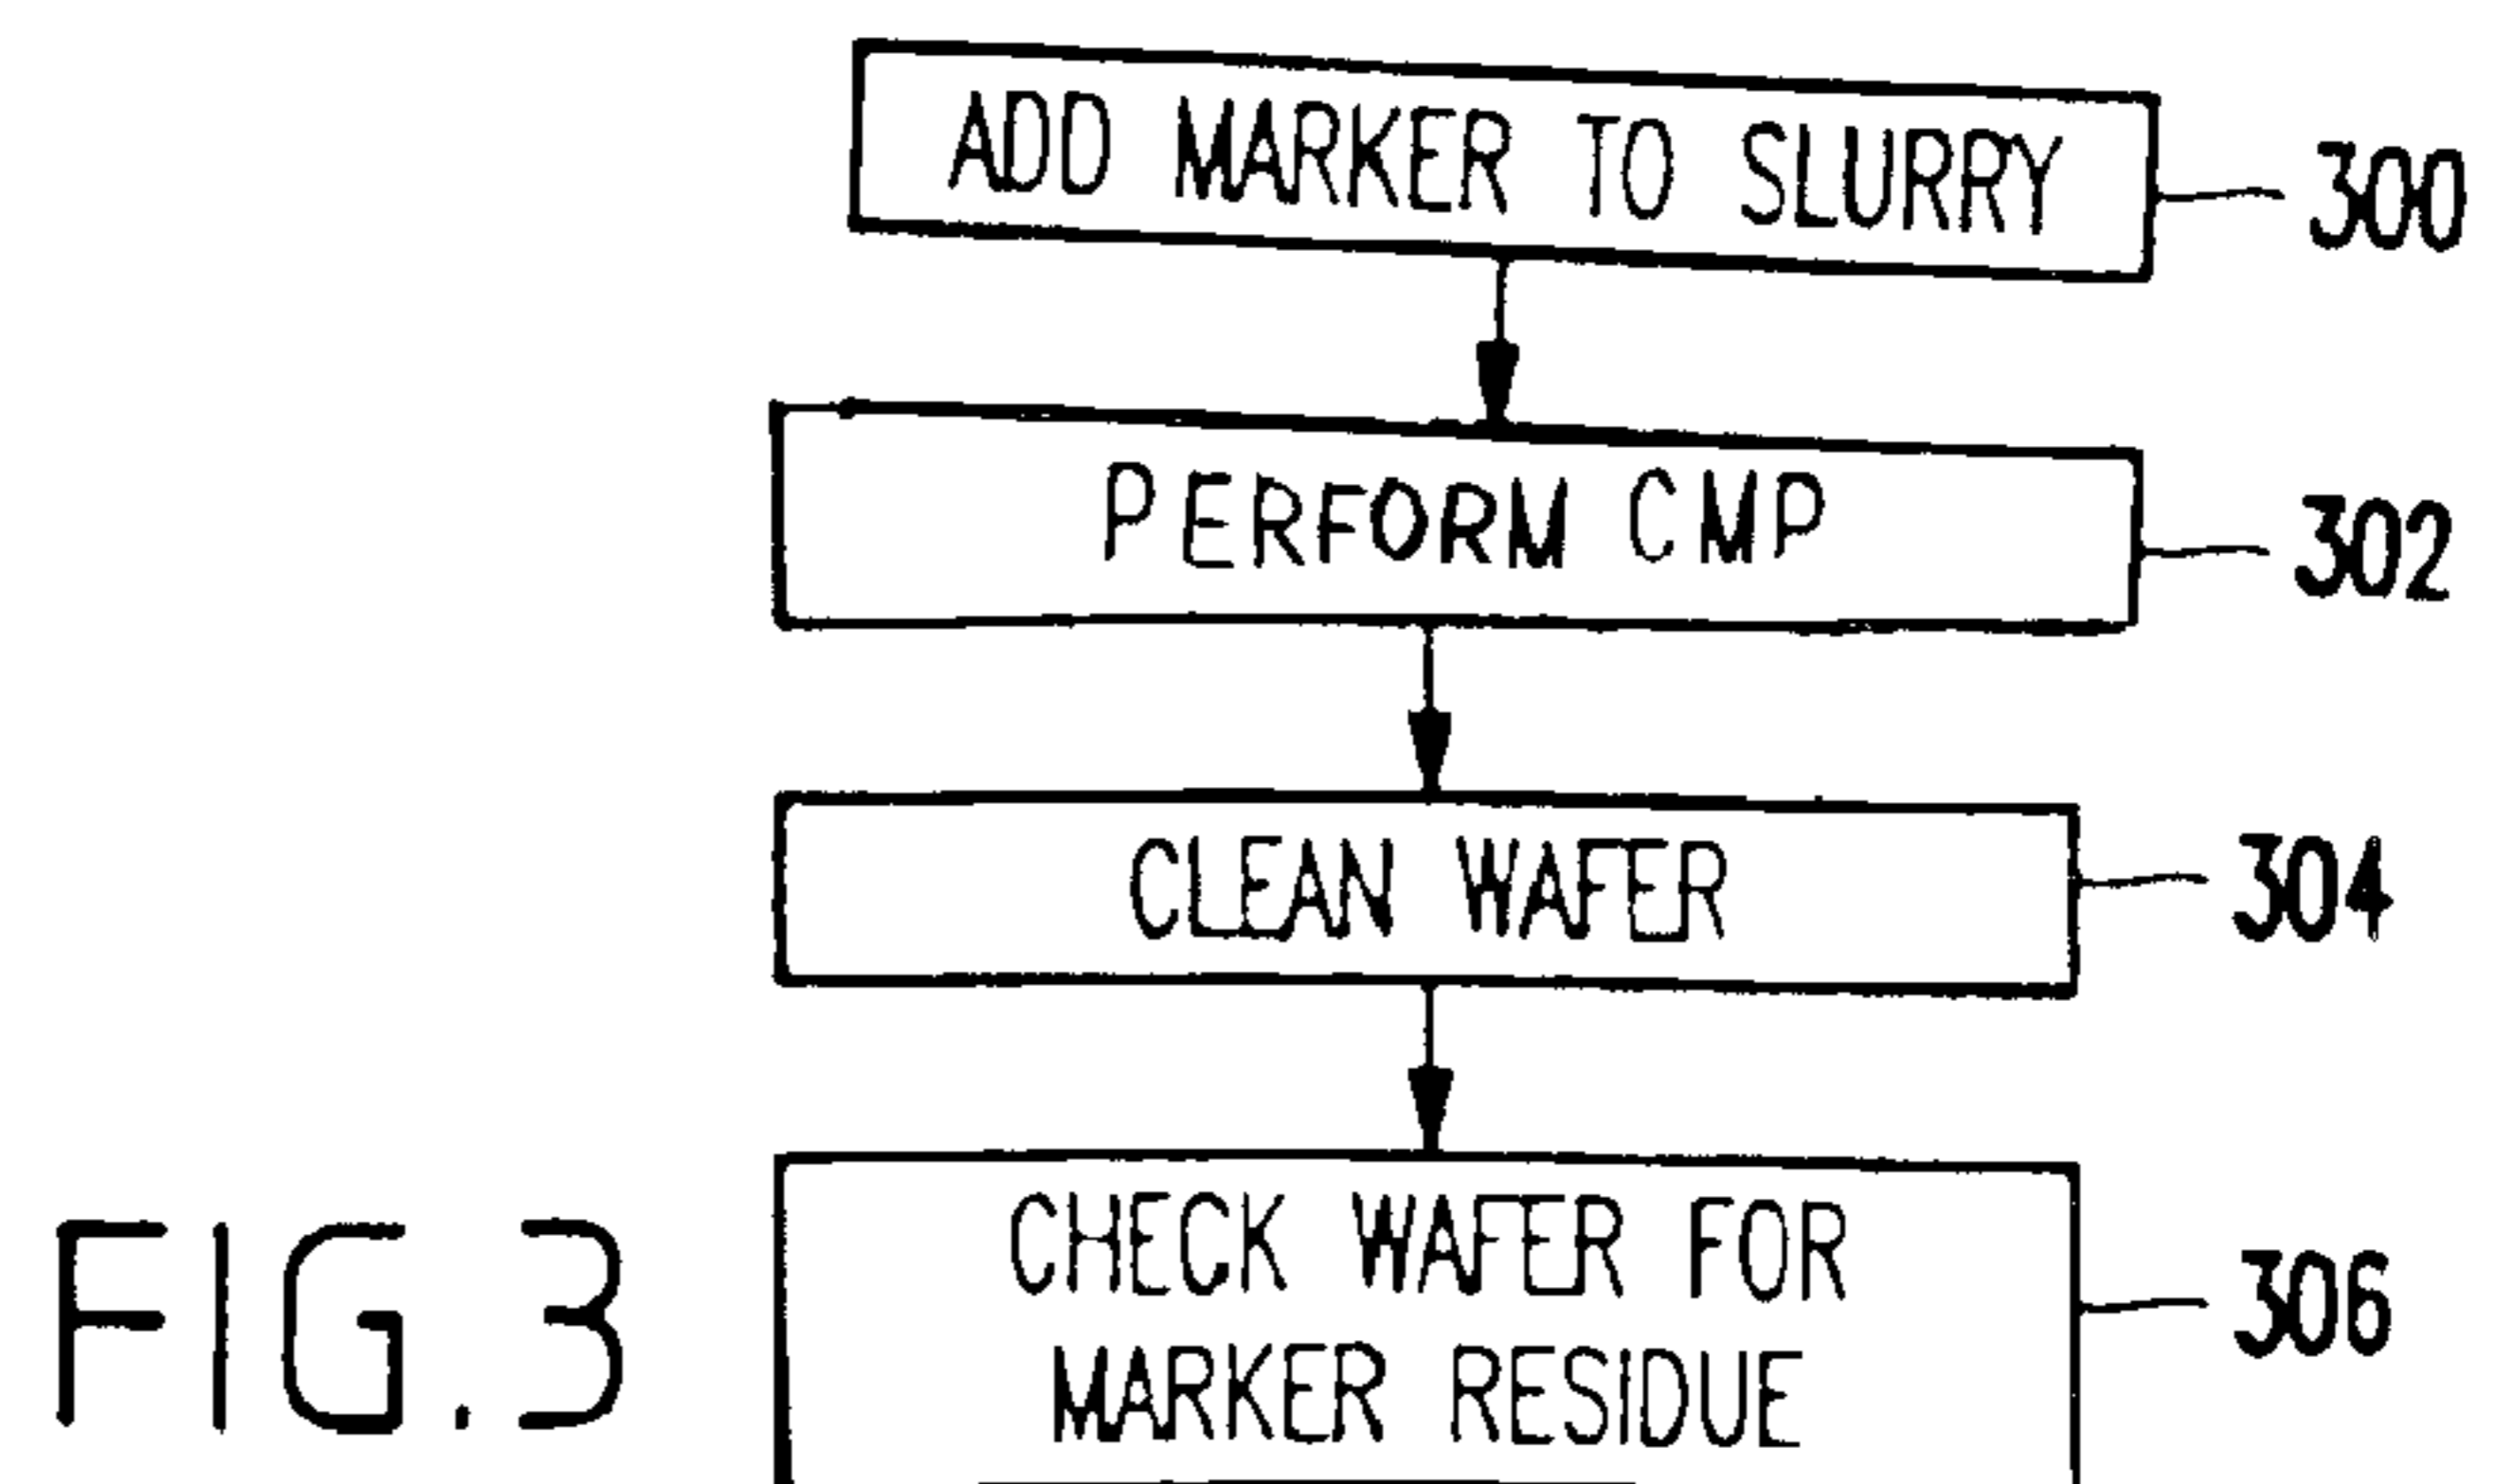 ADD MARKER TO SLURRY
300
PERFORM CMP
302
CLEAN WAFER
304
CHECK WAFER FOR
MARKER RESIDUE
306
FIG.3